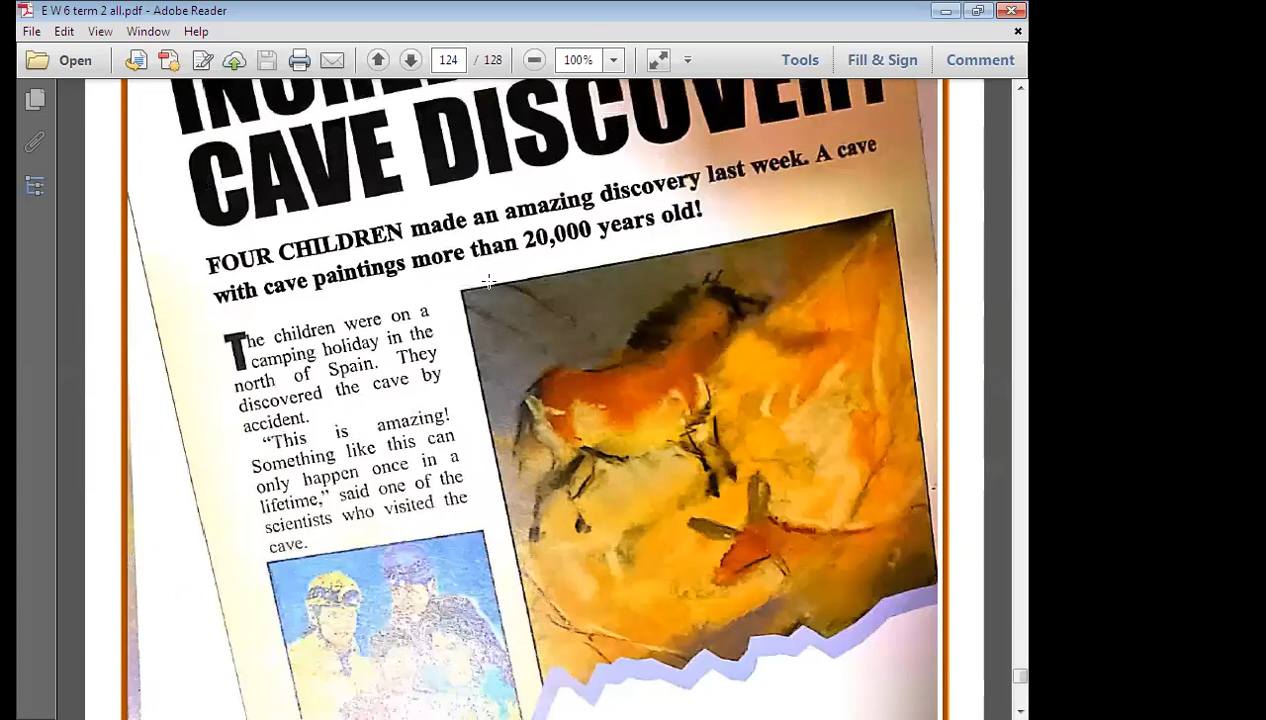 E W 6 term 2 all.pdf - Adobe Reader
File Edit View Window Help
Open 124 / 128 100% Tools Fill & Sign Comment
CAVE DISCOVERY
FOUR CHILDREN made an amazing discovery last week. A cave
with cave paintings more than 20,000 years old!
The children were on a
camping holiday in the
north of Spain. They
discovered the cave by
accident.
“This is amazing!
Something like this can
only happen once in a
lifetime,” said one of the
scientists who visited the
cave.